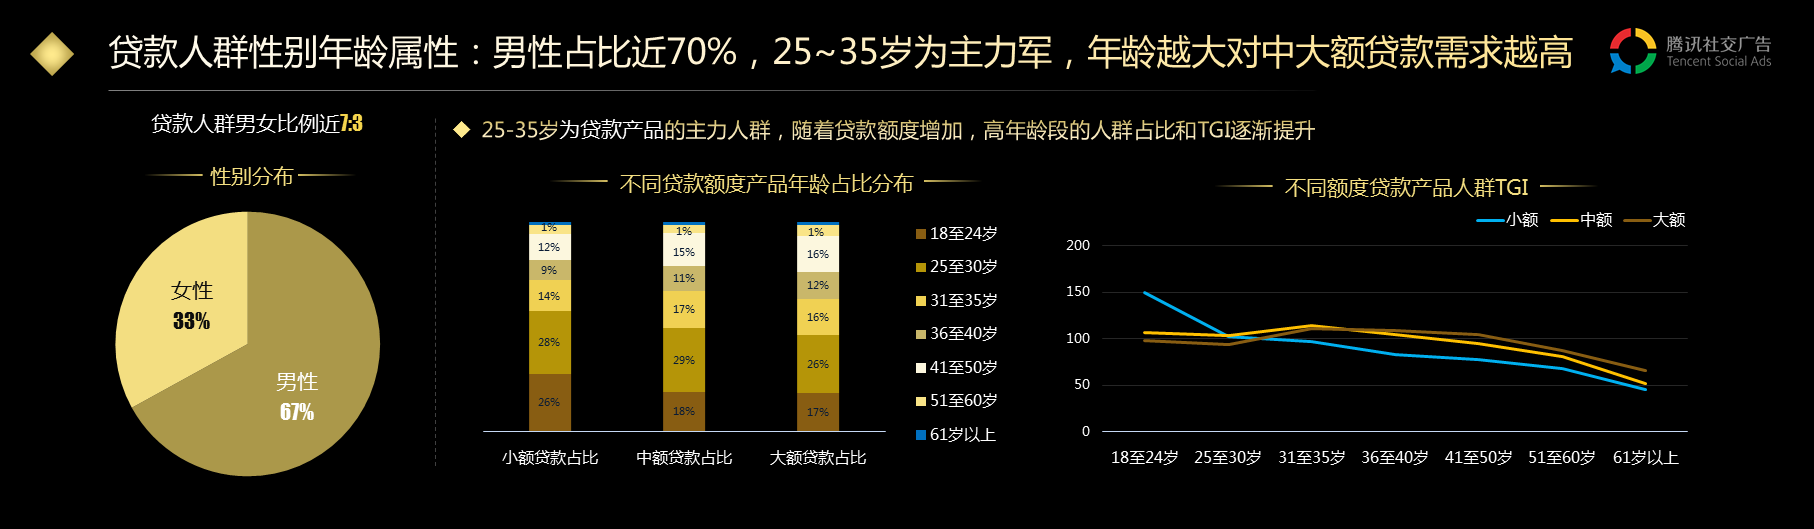 贷款人群性别年龄属性：男性占比近70%，25~35岁为主力军，年龄越大对中大额贷款需求越高
腾讯社交广告
Tencent Social Ads
贷款人群男女比例近7:3
性别分布
女性
33%
男性
67%
25-35岁为贷款产品的主力人群，随着贷款额度增加，高年龄段的人群占比和TGI逐渐提升
不同贷款额度产品年龄占比分布
1% 1% 1%
12% 15% 16%
9% 11% 12%
14% 17% 16%
28% 29% 26%
26% 18% 17%
小额贷款占比 中额贷款占比 大额贷款占比
18至24岁
25至30岁
31至35岁
36至40岁
41至50岁
51至60岁
61岁以上
不同额度贷款产品人群TGI
小额 中额 大额
200
150
100
50
0
18至24岁 25至30岁 31至35岁 36至40岁 41至50岁 51至60岁 61岁以上